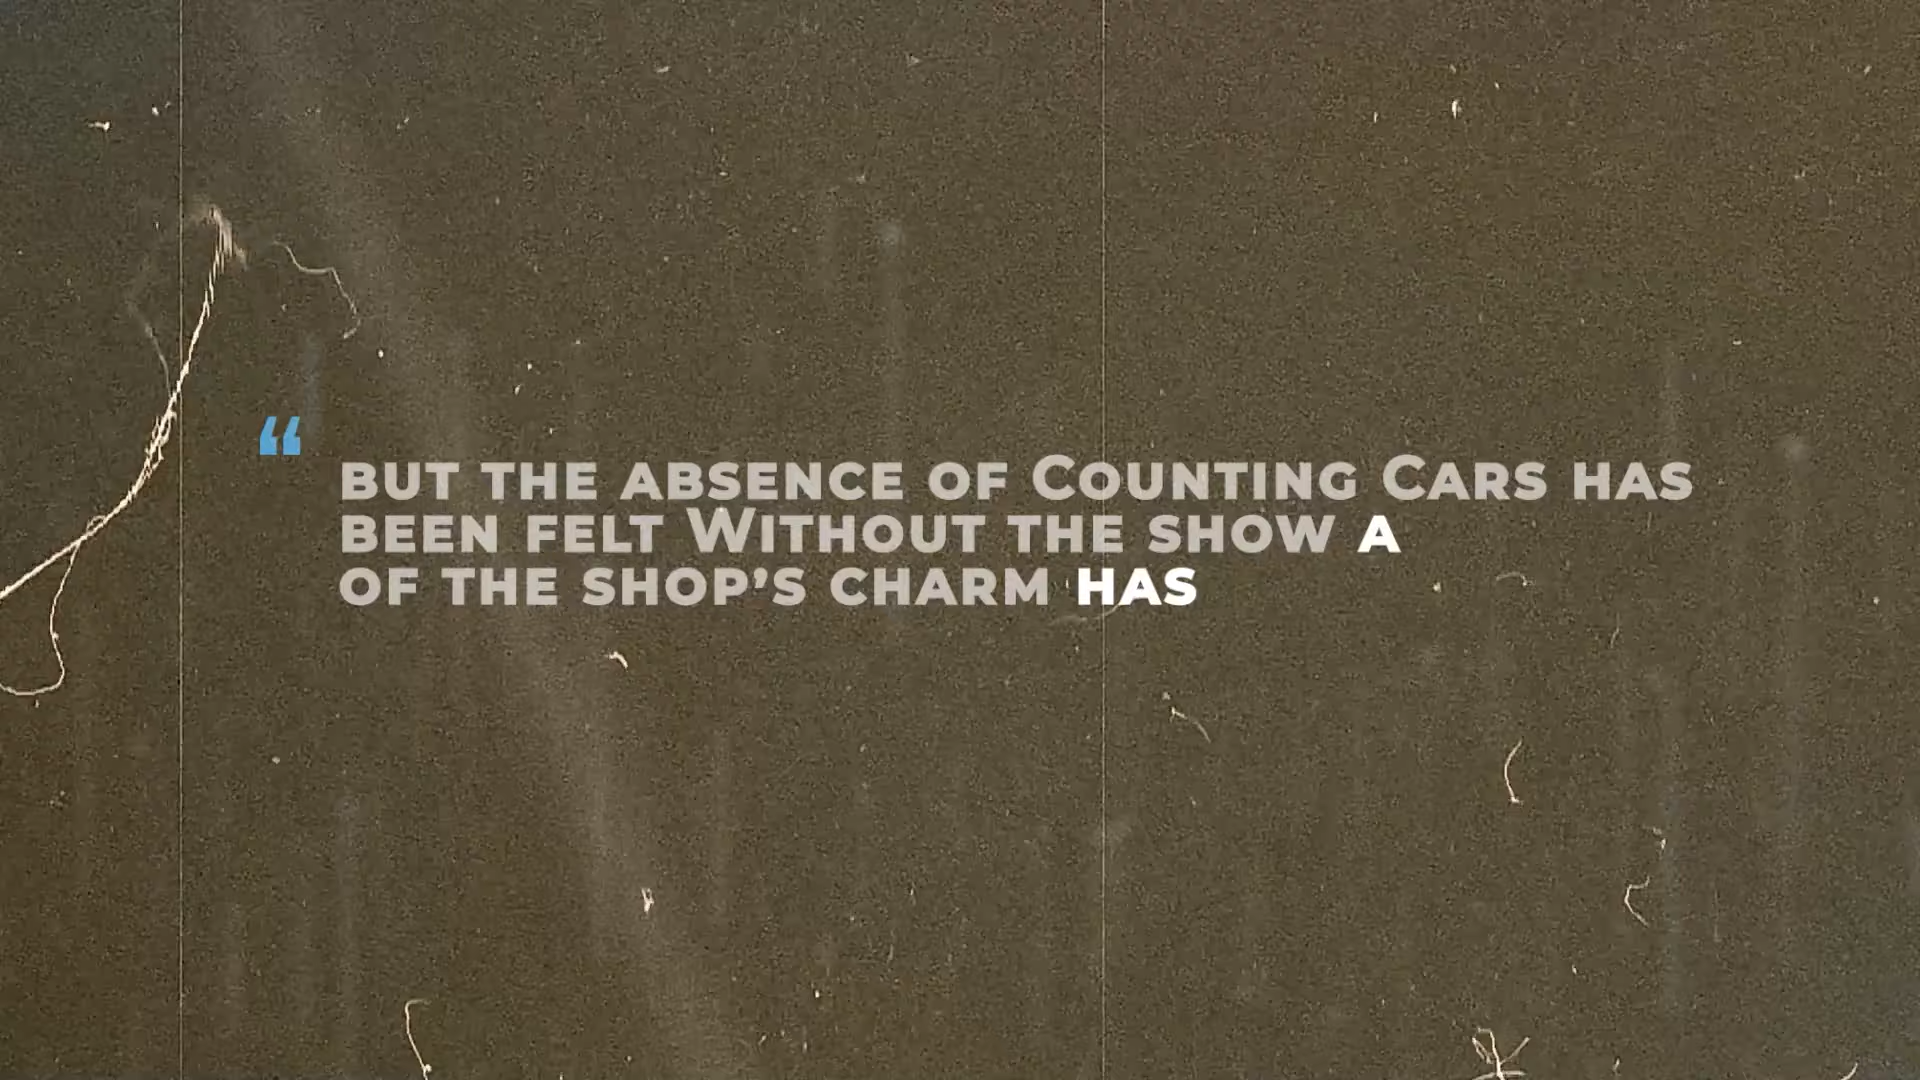 “
BUT THE ABSENCE OF COUNTING CARS HAS
BEEN FELT WITHOUT THE SHOW A
OF THE SHOP’S CHARM HAS